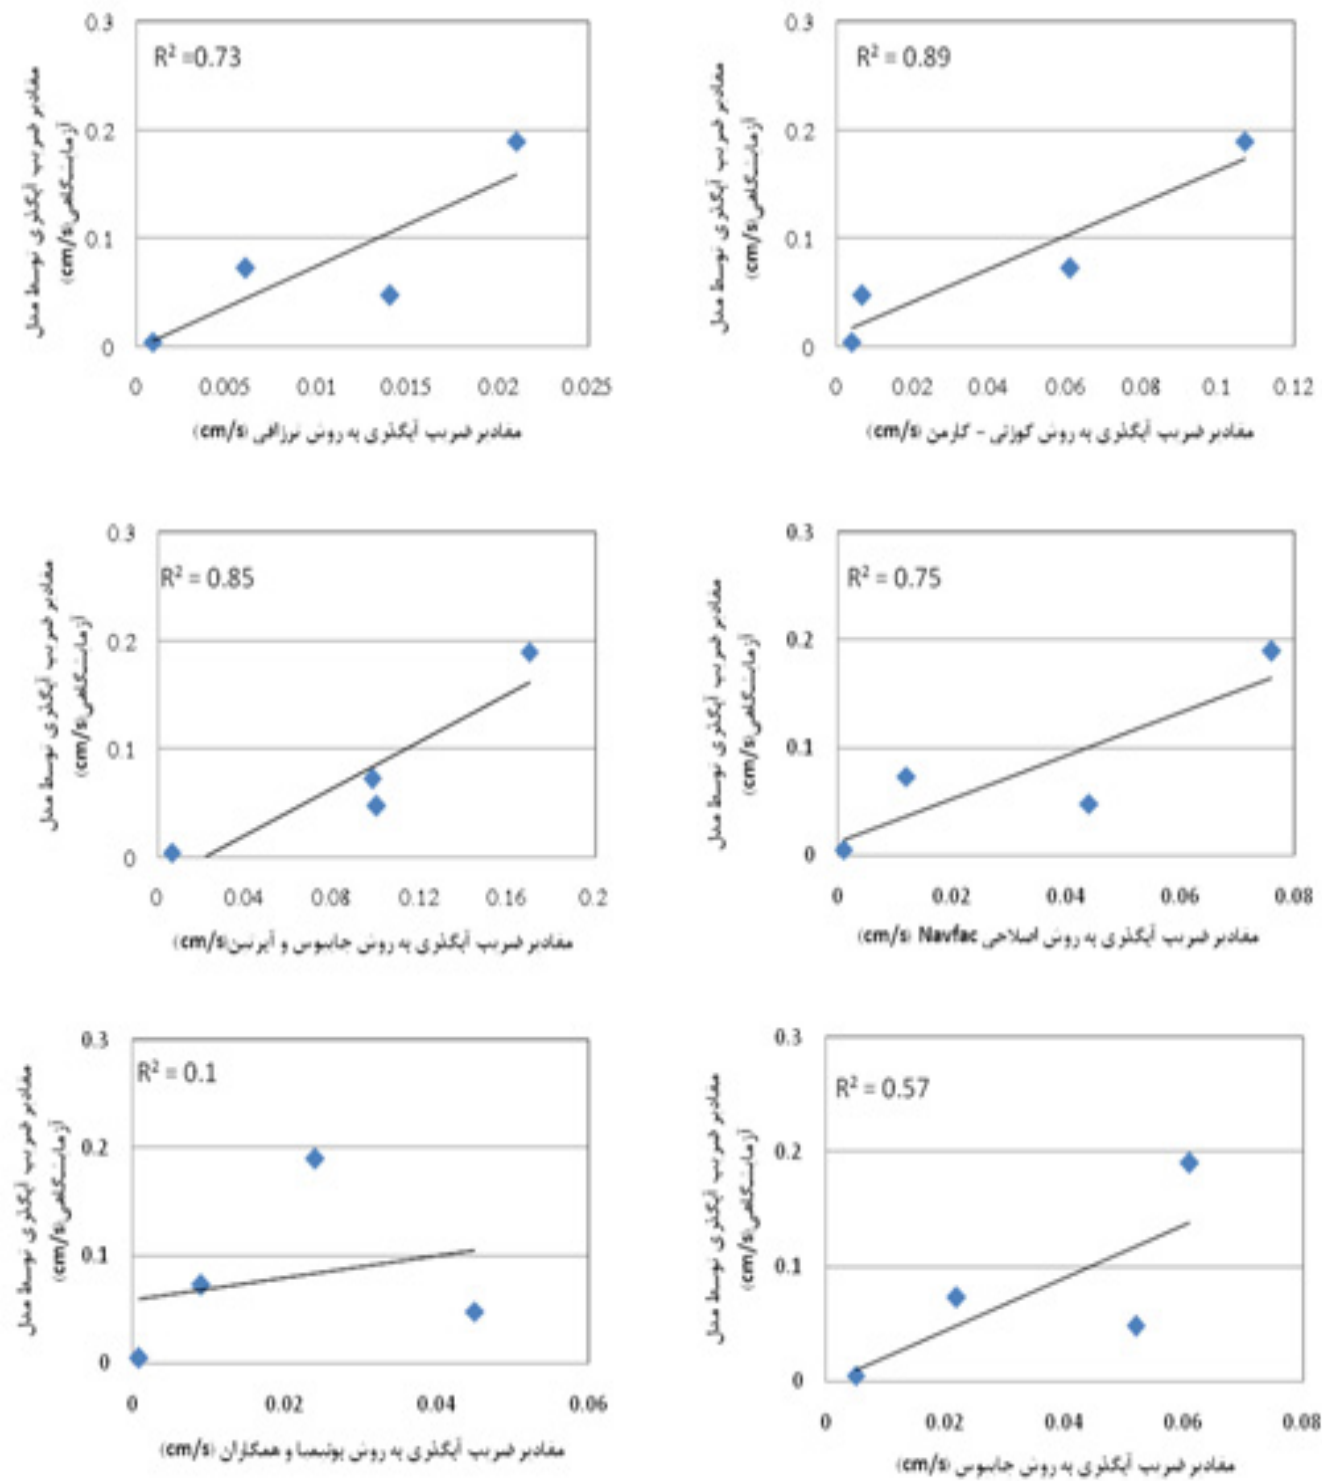 R² =0.73
0.3
0.2
0.1
0
0 0.005 0.01 0.015 0.02 0.025
مقادیر ضریب آبگذری توسط مدل
آزمایشگاهی(cm/s)
مقادیر ضریب آبگذری به روش ترزاقی (cm/s)
R² = 0.89
0.3
0.2
0.1
0
0 0.02 0.04 0.06 0.08 0.1 0.12
مقادیر ضریب آبگذری توسط مدل
آزمایشگاهی(cm/s)
مقادیر ضریب آبگذری به روش کوزنی - کارمن (cm/s)
R² = 0.85
0.3
0.2
0.1
0
0 0.04 0.08 0.12 0.16 0.2
مقادیر ضریب آبگذری توسط مدل
آزمایشگاهی(cm/s)
مقادیر ضریب آبگذری به روش چاپیوس و آبرتین(cm/s)
R² = 0.75
0.3
0.2
0.1
0
0 0.02 0.04 0.06 0.08
مقادیر ضریب آبگذری توسط مدل
آزمایشگاهی(cm/s)
مقادیر ضریب آبگذری به روش اصلاحی Navfac (cm/s)
R² = 0.1
0.3
0.2
0.1
0
0 0.02 0.04 0.06
مقادیر ضریب آبگذری توسط مدل
آزمایشگاهی(cm/s)
مقادیر ضریب آبگذری به روش و همکاران (cm/s)
R² = 0.57
0.3
0.2
0.1
0
0 0.02 0.04 0.06 0.08
مقادیر ضریب آبگذری توسط مدل
آزمایشگاهی(cm/s)
مقادیر ضریب آبگذری به روش چاپیوس (cm/s)